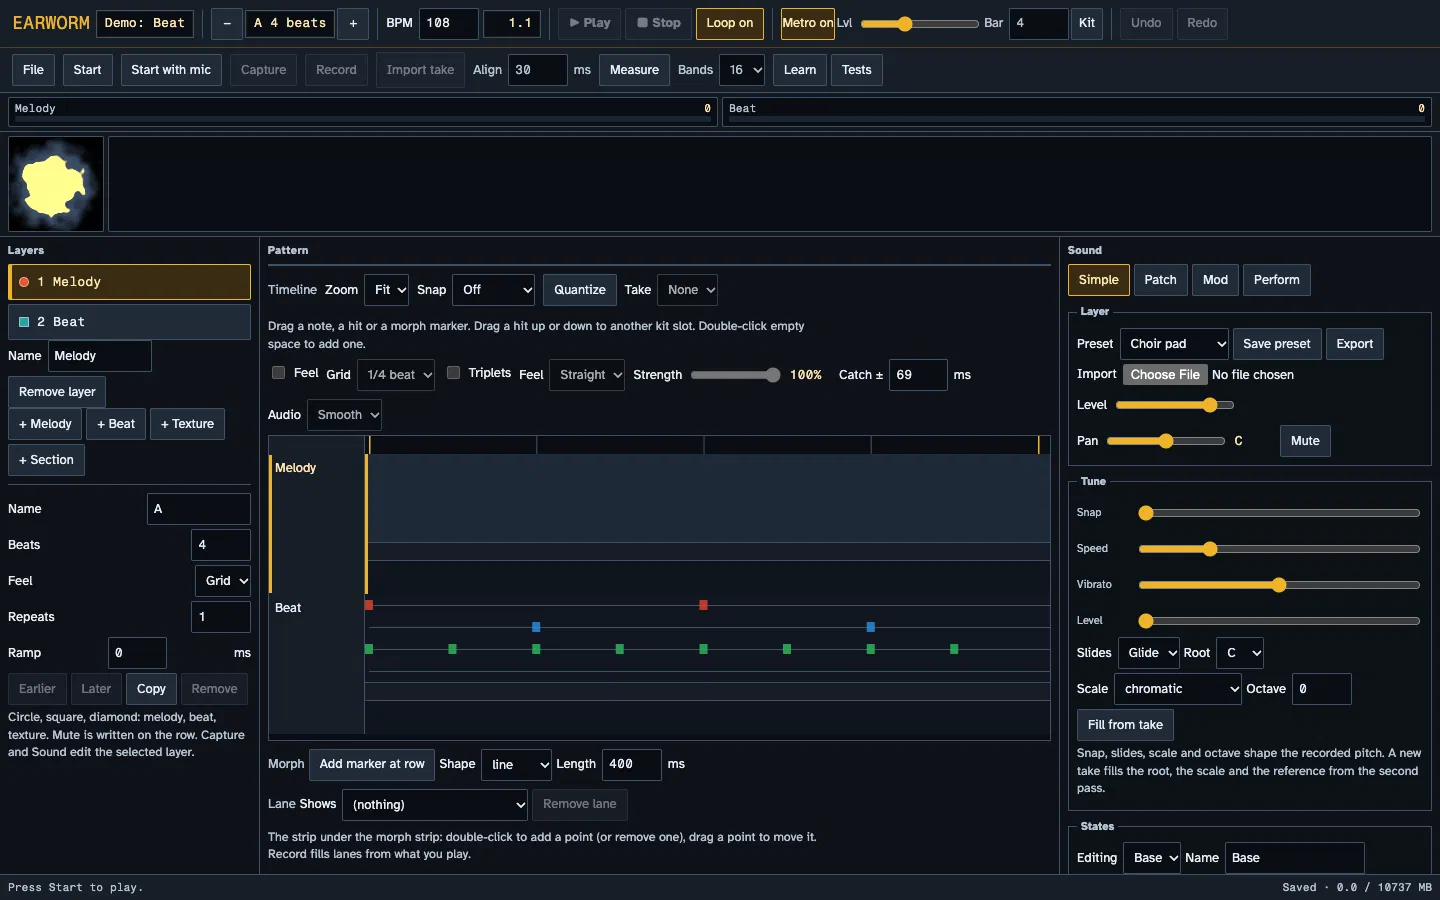 EARWORM Demo: Beat − A 4 beats + BPM 108 1.1 ▶ Play ■ Stop Loop on Metro on Lvl Bar 4 Kit Undo Redo
File Start Start with mic Capture Record Import take Align 30 ms Measure Bands 16 Learn Tests
Melody 0 Beat 0
Layers
1 Melody
2 Beat
Name Melody
Remove layer
+ Melody + Beat + Texture
+ Section
Name A
Beats 4
Feel Grid
Repeats 1
Ramp 0 ms
Earlier Later Copy Remove
Circle, square, diamond: melody, beat,
texture. Mute is written on the row. Capture
and Sound edit the selected layer.
Pattern
Timeline Zoom Fit Snap Off Quantize Take None
Drag a note, a hit or a morph marker. Drag a hit up or down to another kit slot. Double-click empty
space to add one.
Feel Grid 1/4 beat Triplets Feel Straight Strength 100% Catch ± 69 ms
Audio Smooth
Melody
Beat
Morph Add marker at row Shape line Length 400 ms
Lane Shows (nothing) Remove lane
The strip under the morph strip: double-click to add a point (or remove one), drag a point to move it.
Record fills lanes from what you play.
Sound
Simple Patch Mod Perform
Layer
Preset Choir pad Save preset Export
Import Choose File No file chosen
Level
Pan C Mute
Tune
Snap
Speed
Vibrato
Level
Slides Glide Root C
Scale chromatic Octave 0
Fill from take
Snap, slides, scale and octave shape the recorded pitch. A new
take fills the root, the scale and the reference from the second
pass.
States
Editing Base Name Base
Press Start to play. Saved · 0.0 / 10737 MB